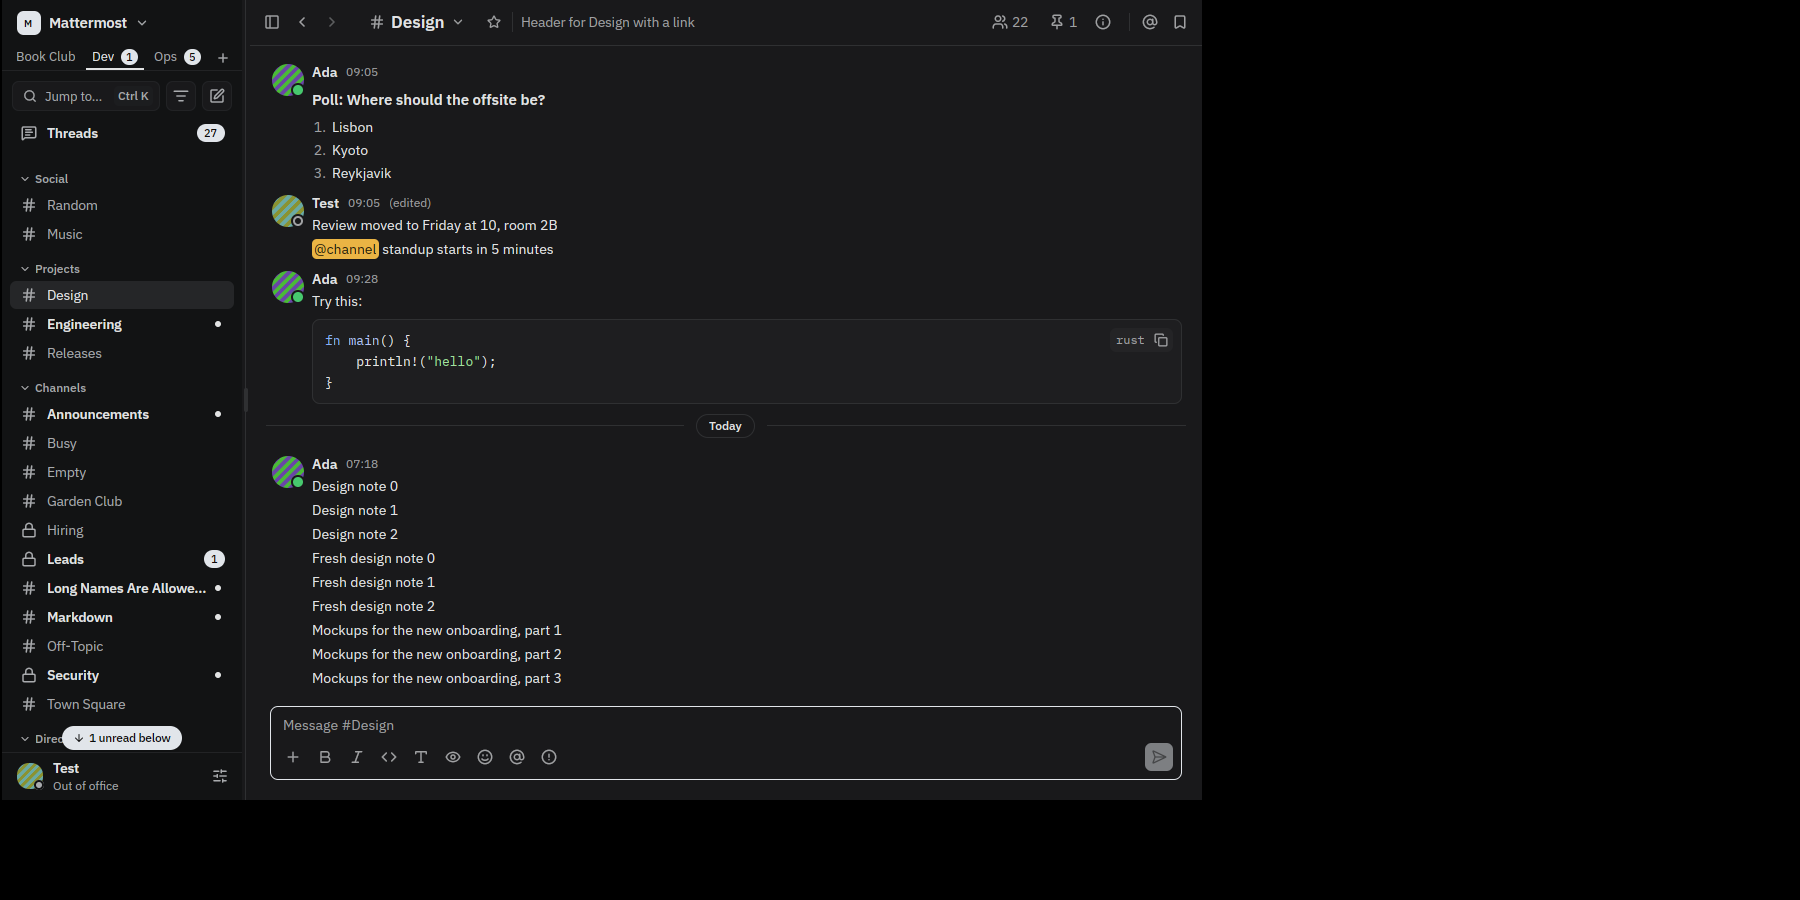 M Mattermost
Book Club Dev 1 Ops 5
Jump to... Ctrl K
Threads 27
Social
Random
Music
Projects
Design
Engineering
Releases
Channels
Announcements
Busy
Empty
Garden Club
Hiring
Leads 1
Long Names Are Allowe...
Markdown
Off-Topic
Security
Town Square
Direc
1 unread below
Test
Out of office
Design Header for Design with a link 22 1
Ada 09:05
Poll: Where should the offsite be?
1. Lisbon
2. Kyoto
3. Reykjavik
Test 09:05 (edited)
Review moved to Friday at 10, room 2B
@channel standup starts in 5 minutes
Ada 09:28
Try this:
fn main() { rust
println!("hello");
}
Today
Ada 07:18
Design note 0
Design note 1
Design note 2
Fresh design note 0
Fresh design note 1
Fresh design note 2
Mockups for the new onboarding, part 1
Mockups for the new onboarding, part 2
Mockups for the new onboarding, part 3
Message #Design